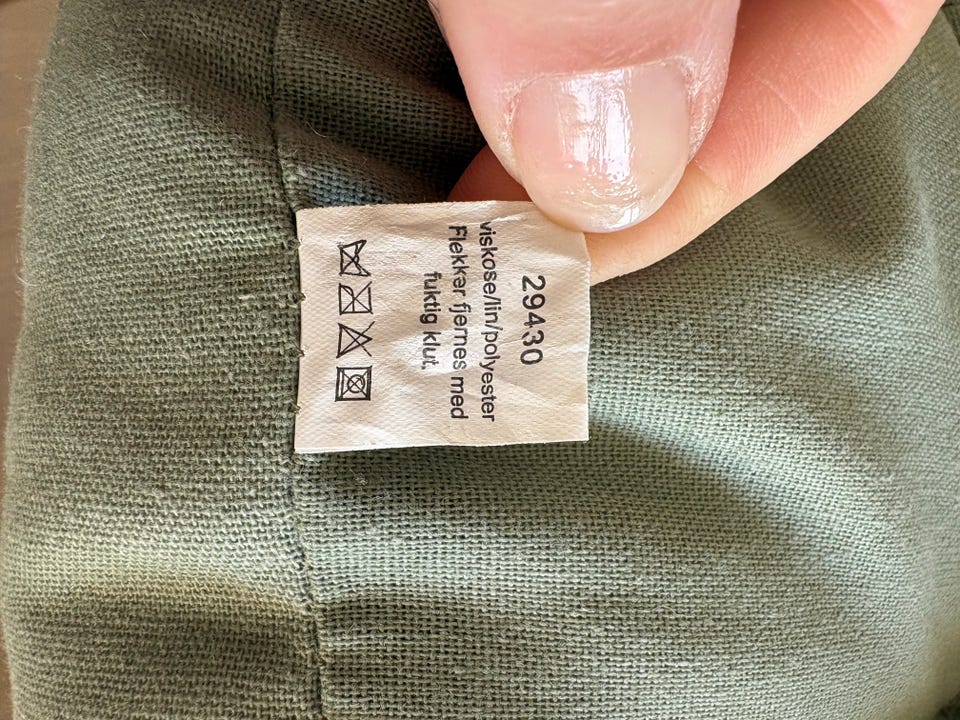 29430
viskose/lin/polyester
Flekker fjernes med
fuktig klut.